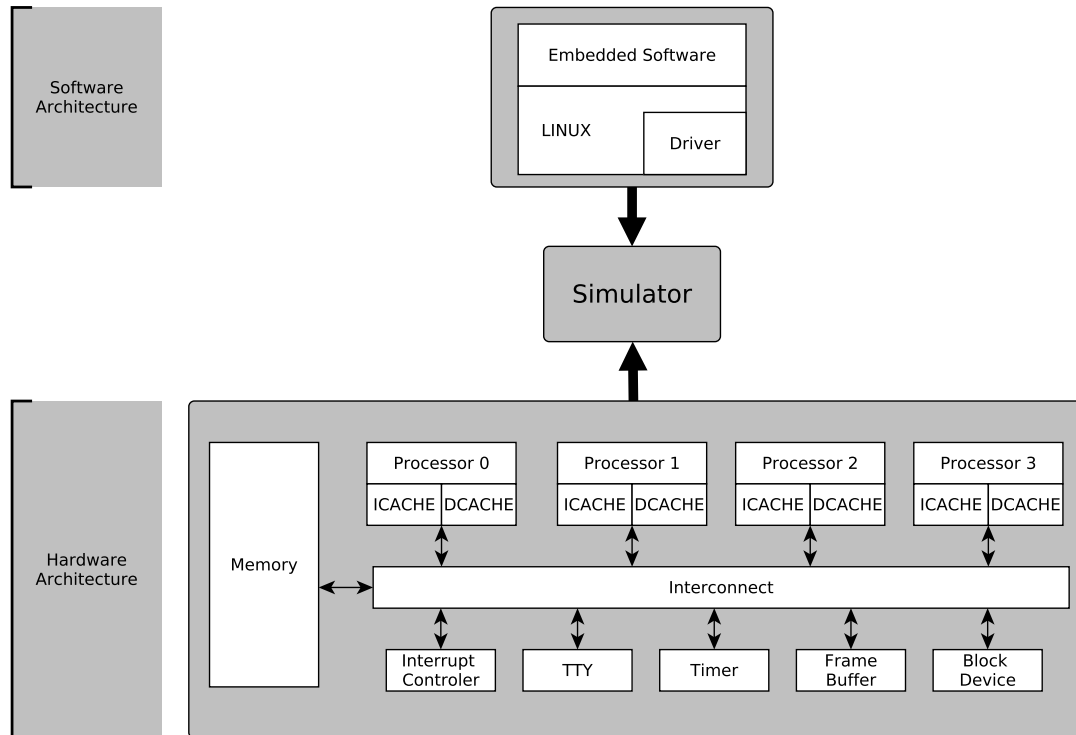 Software
Architecture
Embedded Software
LINUX
Driver
Simulator
Hardware
Architecture
Memory
Processor 0
ICACHE
DCACHE
Processor 1
ICACHE
DCACHE
Processor 2
ICACHE
DCACHE
Processor 3
ICACHE
DCACHE
Interconnect
Interrupt
Controler
TTY
Timer
Frame
Buffer
Block
Device